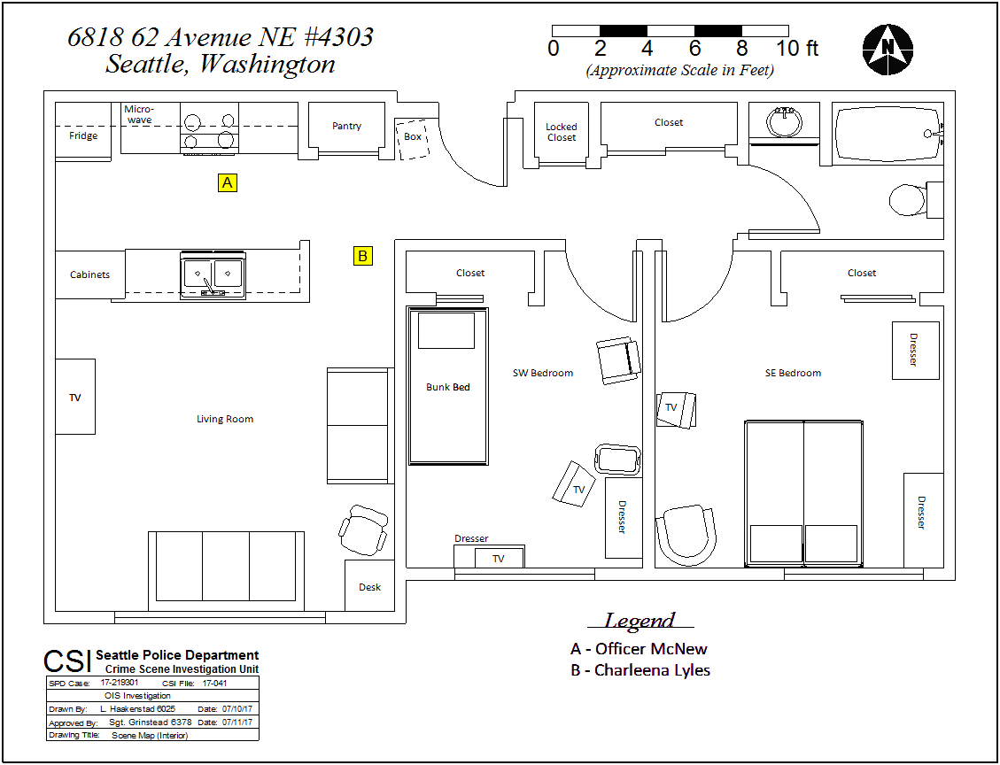 6818 62 Avenue NE #4303
Seattle, Washington
0 2 4 6 8 10 ft
(Approximate Scale in Feet)
N
Fridge
Micro-
wave
Pantry
Box
Locked
Closet
Closet
A
B
Cabinets
Closet
Closet
Dresser
TV
Living Room
Bunk Bed
SW Bedroom
SE Bedroom
TV
TV
Dresser
Dresser
Dresser
TV
Desk
Legend
A - Officer McNew
B - Charleena Lyles
CSI Seattle Police Department
Crime Scene Investigation Unit
SPD Case: 17-219301 CSI File: 17-041
OIS Investigation
Drawn By: L. Haakenstad 6025 Date: 07/10/17
Approved By: Sgt. Grinstead 6378 Date: 07/11/17
Drawing Title: Scene Map (Interior)